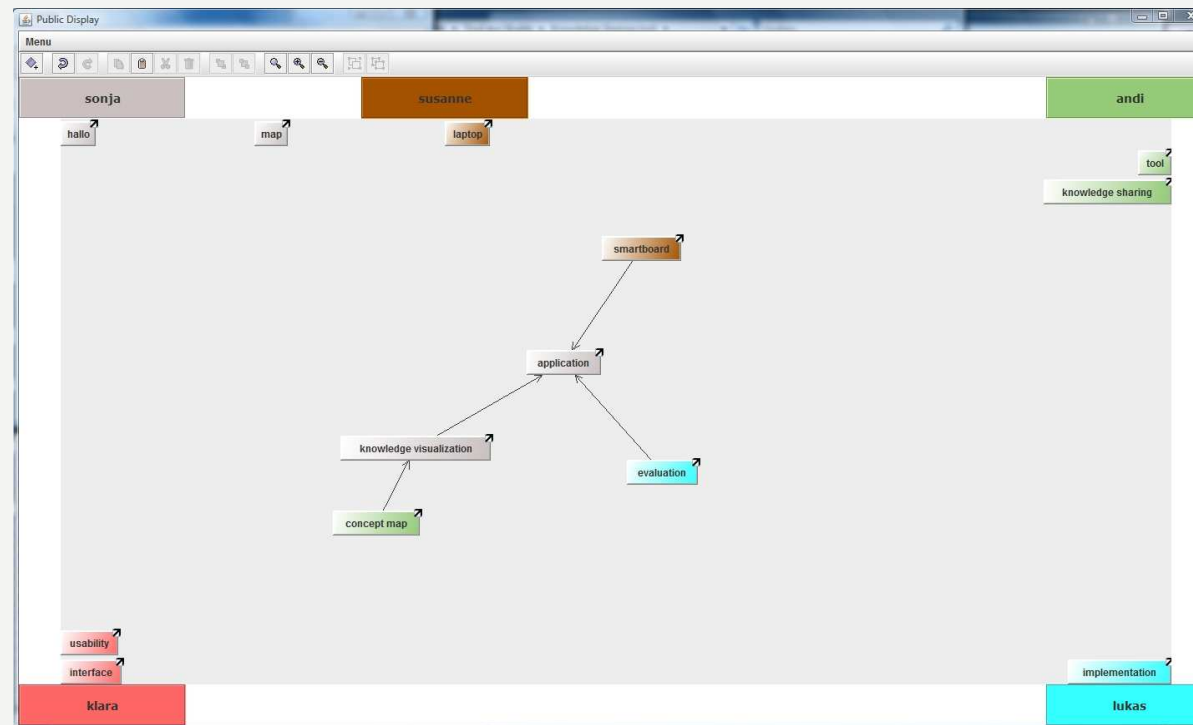 Public Display
Menu
sonja
susanne
andi
hallo
map
laptop
tool
knowledge sharing
smartboard
application
knowledge visualization
evaluation
concept map
usability
interface
implementation
klara
lukas